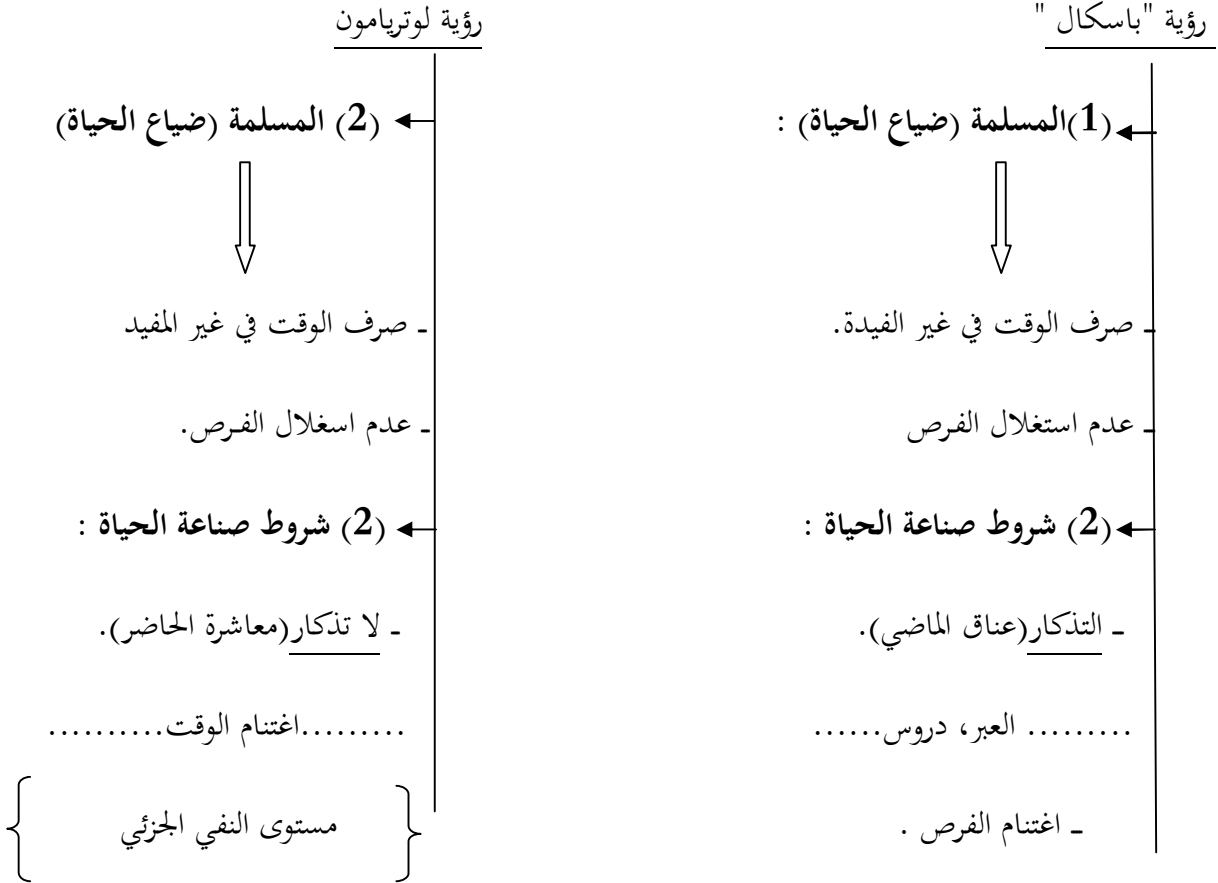 رؤية "باسكال "
(1)المسلمة (ضياع الحياة) :
ـ صرف الوقت في غير الفيدة.
ـ عدم استغلال الفرص
(2) شروط صناعة الحياة :
ـ التذكار(عناق الماضي).
......... العبر، دروس......
ـ اغتنام الفرص .
رؤية لوتريامون
(2) المسلمة (ضياع الحياة)
ـ صرف الوقت في غير المفيد
ـ عدم اسغلال الفرص.
(2) شروط صناعة الحياة :
ـ لا تذكار(معاشرة الحاضر).
.........اغتنام الوقت..........
مستوى النفي الجزئي